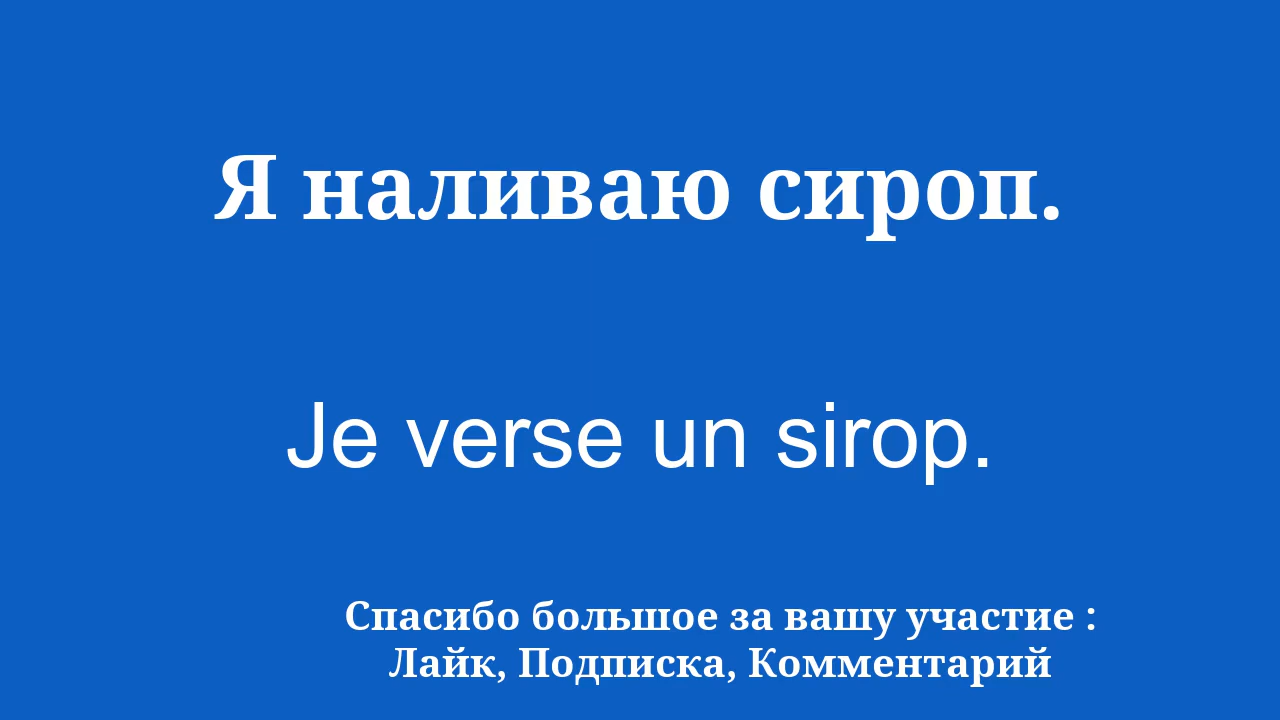 Я наливаю сироп.
Je verse un sirop.
Спасибо большое за вашу участие :
Лайк, Подписка, Комментарий